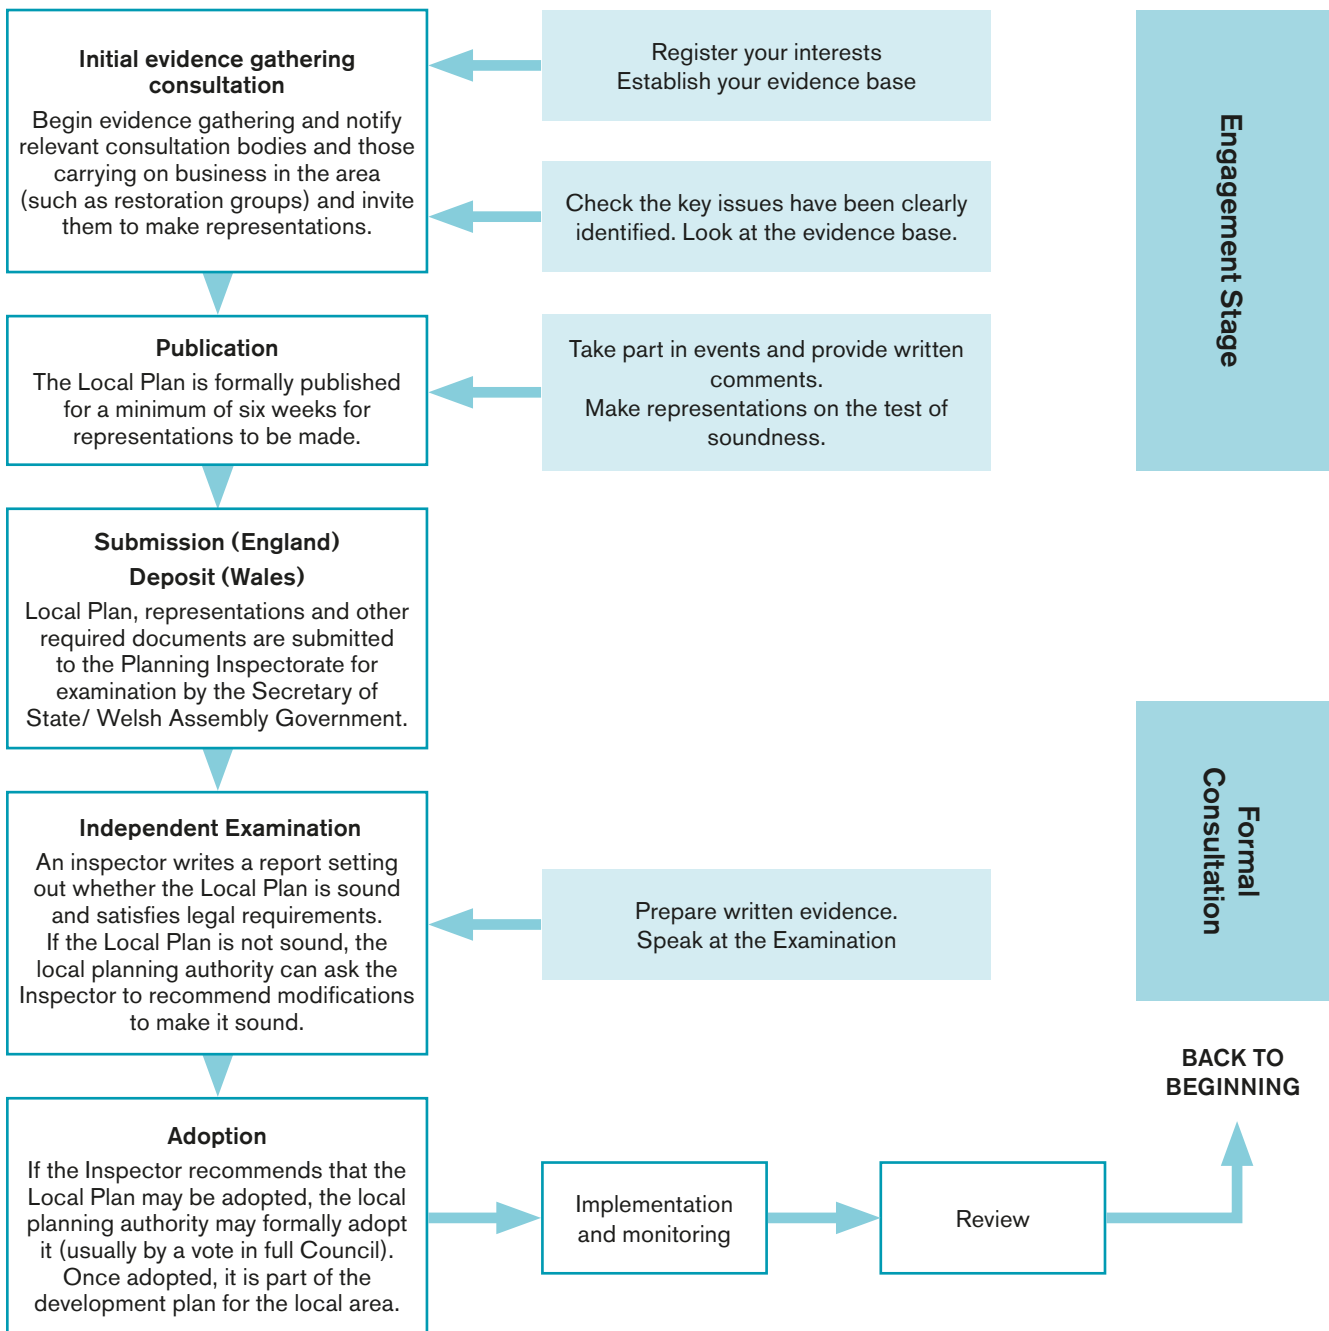 Initial evidence gathering
consultation
Begin evidence gathering and notify
relevant consultation bodies and those
carrying on business in the area
(such as restoration groups) and invite
them to make representations.
Register your interests
Establish your evidence base
Check the key issues have been clearly
identified. Look at the evidence base.
Engagement Stage
Publication
The Local Plan is formally published
for a minimum of six weeks for
representations to be made.
Take part in events and provide written
comments.
Make representations on the test of
soundness.
Submission (England)
Deposit (Wales)
Local Plan, representations and other
required documents are submitted
to the Planning Inspectorate for
examination by the Secretary of
State/ Welsh Assembly Government.
Independent Examination
An inspector writes a report setting
out whether the Local Plan is sound
and satisfies legal requirements.
If the Local Plan is not sound, the
local planning authority can ask the
Inspector to recommend modifications
to make it sound.
Prepare written evidence.
Speak at the Examination
Formal
Consultation
Adoption
If the Inspector recommends that the
Local Plan may be adopted, the local
planning authority may formally adopt
it (usually by a vote in full Council).
Once adopted, it is part of the
development plan for the local area.
Implementation
and monitoring
Review
BACK TO
BEGINNING